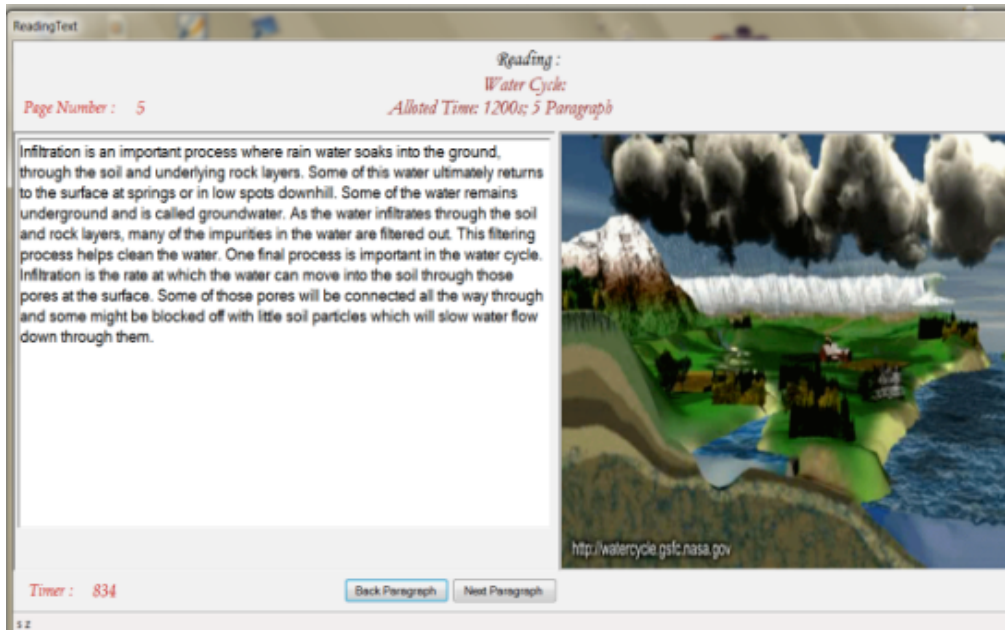 ReadingText
Reading :
Water Cycle
Page Number : 5
Alloted Time: 1200s; 5 Paragraph
Infiltration is an important process where rain water soaks into the ground,
through the soil and underlying rock layers. Some of this water ultimately returns
to the surface at springs or in low spots downhill. Some of the water remains
underground and is called groundwater. As the water infiltrates through the soil
and rock layers, many of the impurities in the water are filtered out. This filtering
process helps clean the water. One final process is important in the water cycle.
Infiltration is the rate at which the water can move into the soil through those
pores at the surface. Some of those pores will be connected all the way through
and some might be blocked off with little soil particles which will slow water flow
down through them.
http://watercycle.gsfc.nasa.gov
Timer : 834
Back Paragraph
Next Paragraph
s z